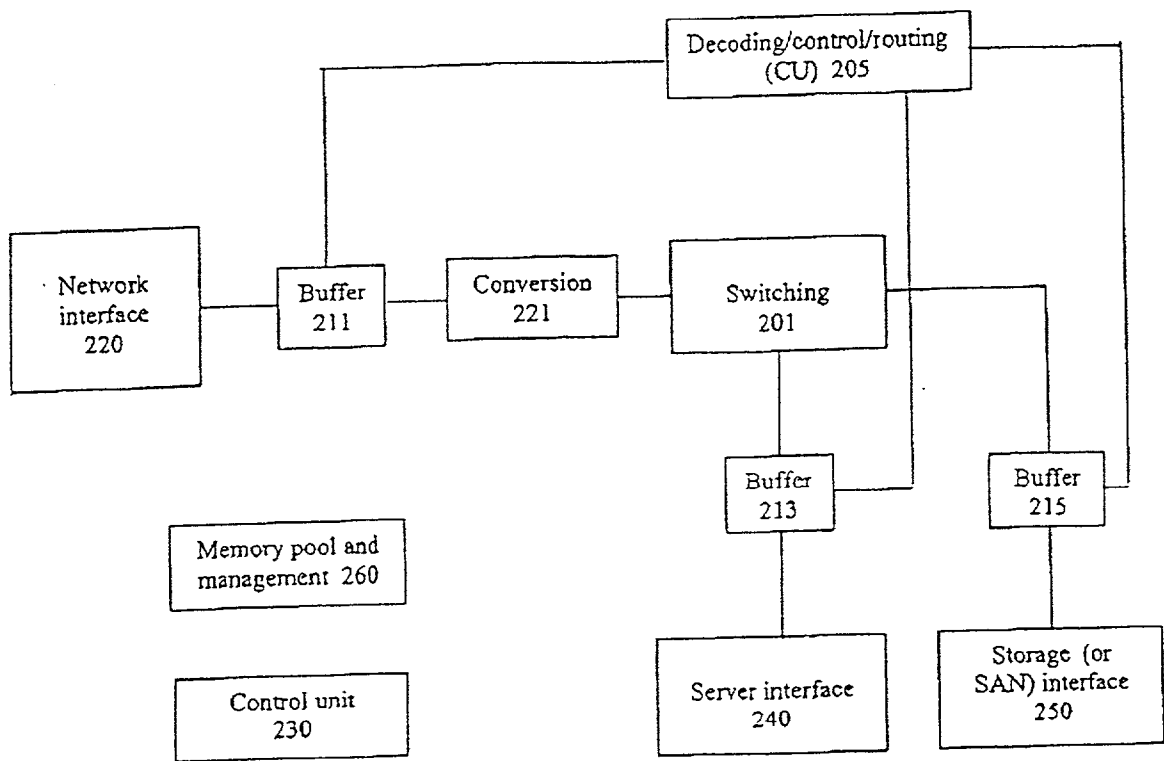 Decoding/control/routing
(CU) 205
Network
interface
220
Buffer
211
Conversion
221
Switching
201
Buffer
213
Buffer
215
Memory pool and
management 260
Control unit
230
Server interface
240
Storage (or
SAN) interface
250